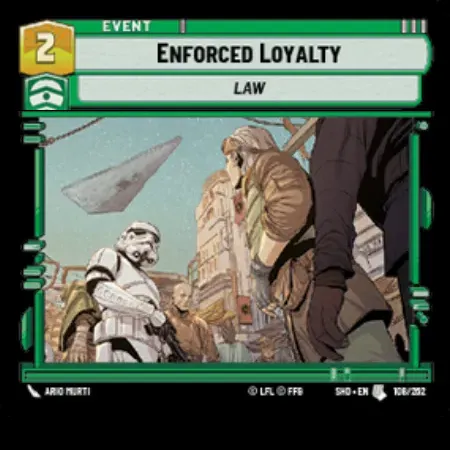 EVENT
2
ENFORCED LOYALTY
LAW
ARIO MURTI
© LFL © FFG
SHD • EN
108/262